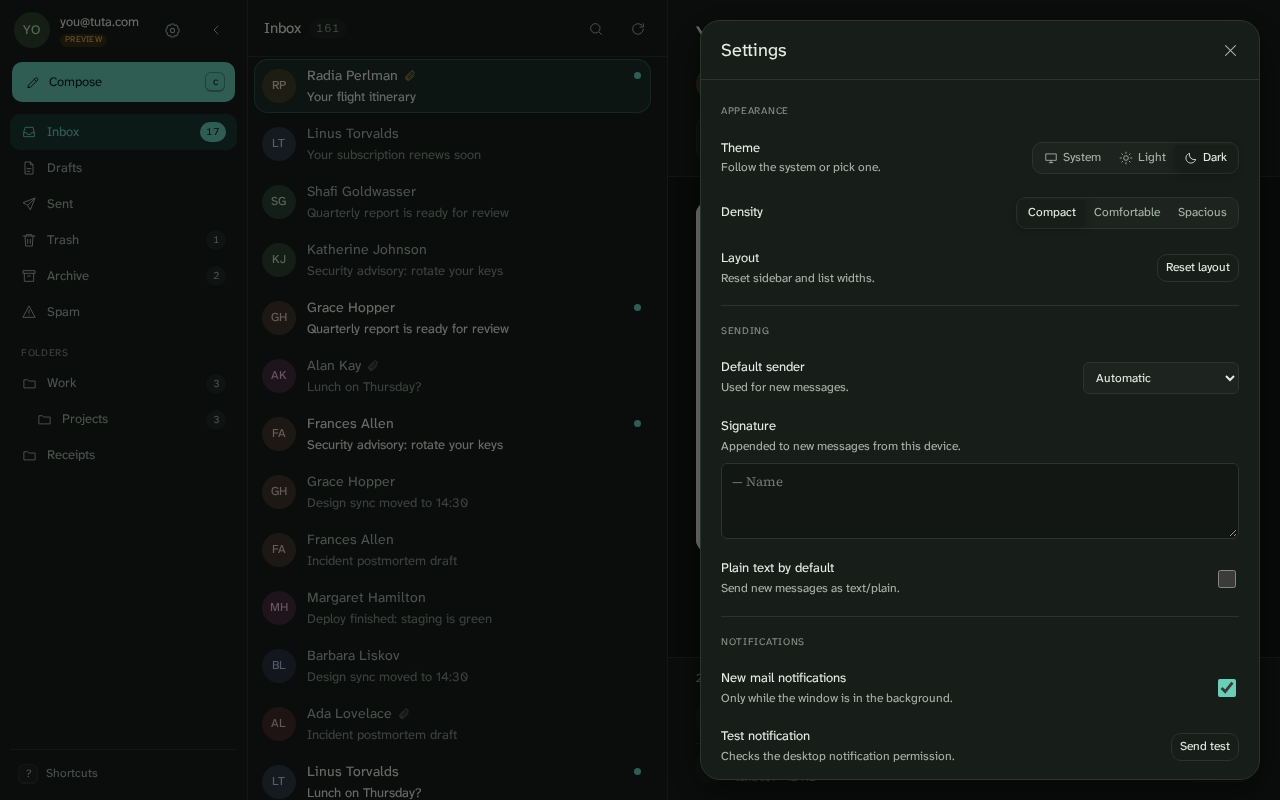 YO
you@tuta.com
PREVIEW
Compose
c
Inbox
17
Drafts
Sent
Trash
1
Archive
2
Spam
FOLDERS
Work
3
Projects
3
Receipts
?
Shortcuts
Inbox
161
RP
Radia Perlman
Your flight itinerary
LT
Linus Torvalds
Your subscription renews soon
SG
Shafi Goldwasser
Quarterly report is ready for review
KJ
Katherine Johnson
Security advisory: rotate your keys
GH
Grace Hopper
Quarterly report is ready for review
AK
Alan Kay
Lunch on Thursday?
FA
Frances Allen
Security advisory: rotate your keys
GH
Grace Hopper
Design sync moved to 14:30
FA
Frances Allen
Incident postmortem draft
MH
Margaret Hamilton
Deploy finished: staging is green
BL
Barbara Liskov
Design sync moved to 14:30
AL
Ada Lovelace
Incident postmortem draft
LT
Linus Torvalds
Lunch on Thursday?
Settings
APPEARANCE
Theme
Follow the system or pick one.
System
Light
Dark
Density
Compact
Comfortable
Spacious
Layout
Reset sidebar and list widths.
Reset layout
SENDING
Default sender
Used for new messages.
Automatic
Signature
Appended to new messages from this device.
— Name
Plain text by default
Send new messages as text/plain.
NOTIFICATIONS
New mail notifications
Only while the window is in the background.
Test notification
Checks the desktop notification permission.
Send test